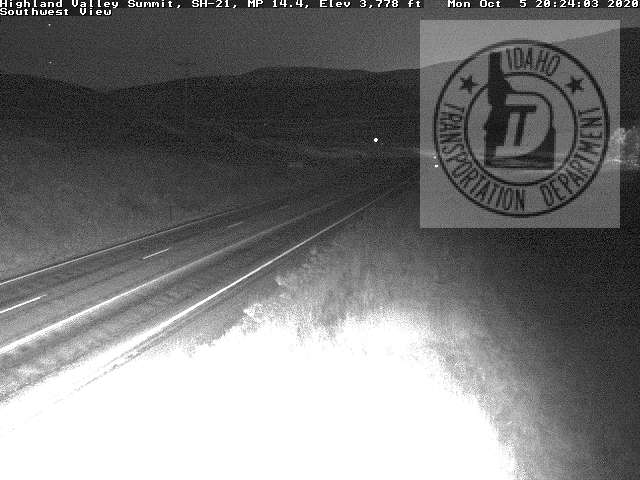 Highland Valley Summit, SH-21, MP 14.4, Elev 3,778 ft   Mon Oct  5 20:24:03 2020
Southwest View
IDAHO
TRANSPORTATION DEPARTMENT